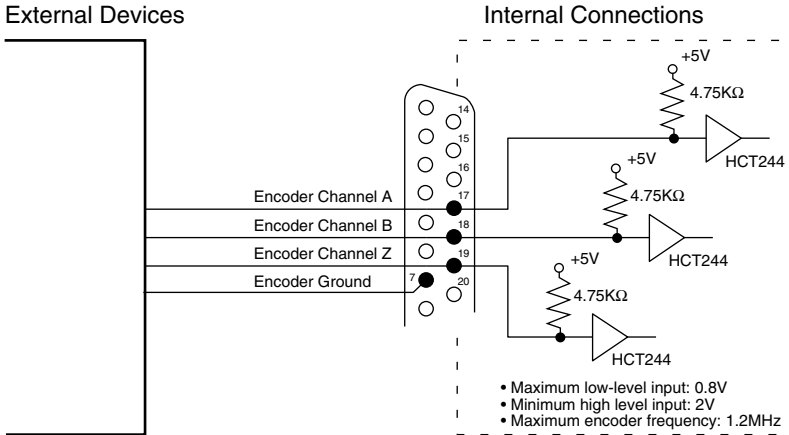 External Devices
Internal Connections
+5V
4.75KΩ
14
15
16
HCT244
+5V
Encoder Channel A
17
4.75KΩ
Encoder Channel B
18
HCT244
Encoder Channel Z
19
+5V
Encoder Ground
7
20
4.75KΩ
HCT244
• Maximum low-level input: 0.8V
• Minimum high level input: 2V
• Maximum encoder frequency: 1.2MHz